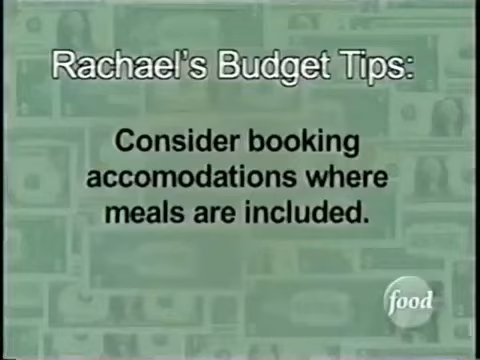 Rachael's Budget Tips:
Consider booking
accomodations where
meals are included.
food